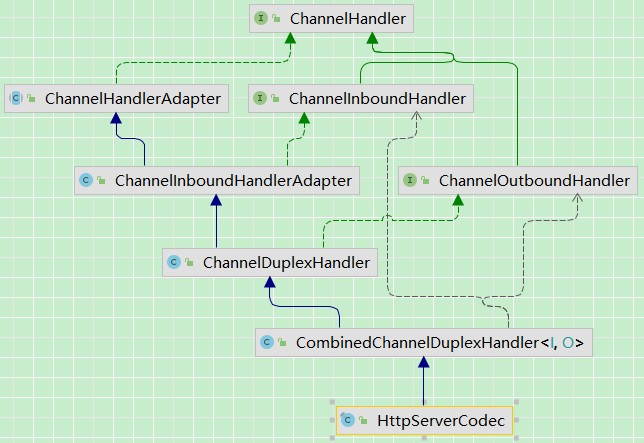 I ChannelHandler
C ChannelHandlerAdapter
I ChannelInboundHandler
C ChannelInboundHandlerAdapter
I ChannelOutboundHandler
C ChannelDuplexHandler
C CombinedChannelDuplexHandler<I, O>
C HttpServerCodec